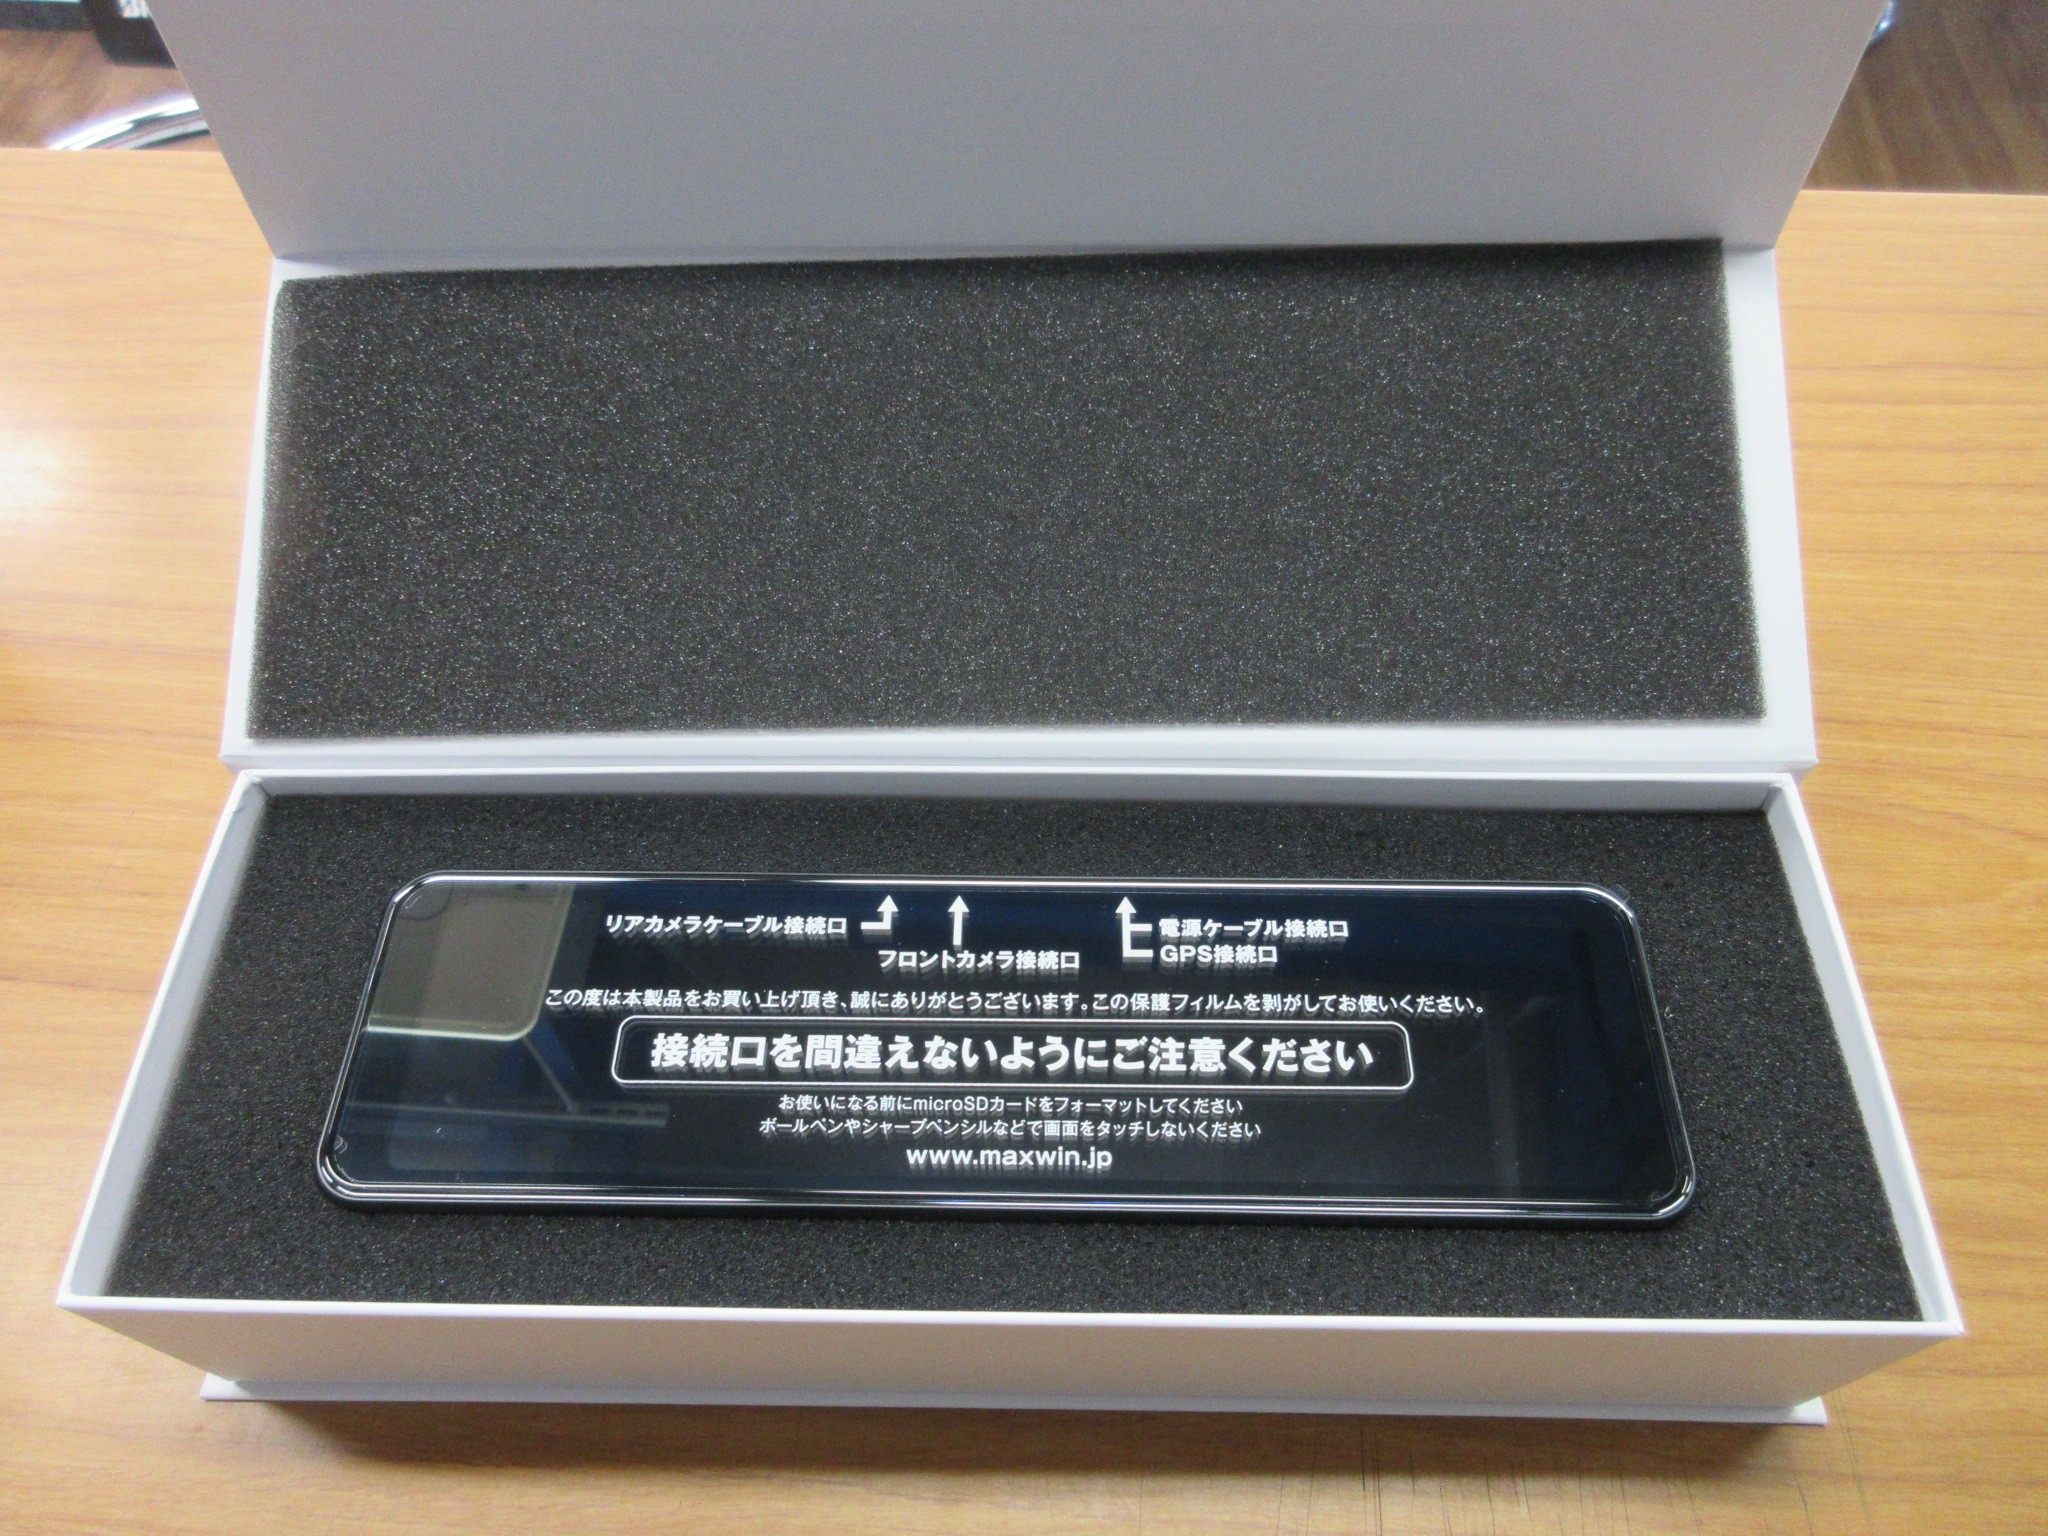 リアカメラケーブル接続口
フロントカメラ接続口
電源ケーブル接続口
GPS接続口
この度は本製品をお買い上げ頂き、誠にありがとうございます。この保護フィルムを剥がしてお使いください。
接続口を間違えないようにご注意ください
お使いになる前にmicroSDカードをフォーマットしてください
ボールペンやシャープペンシルなどで画面をタッチしないください
www.maxwin.jp